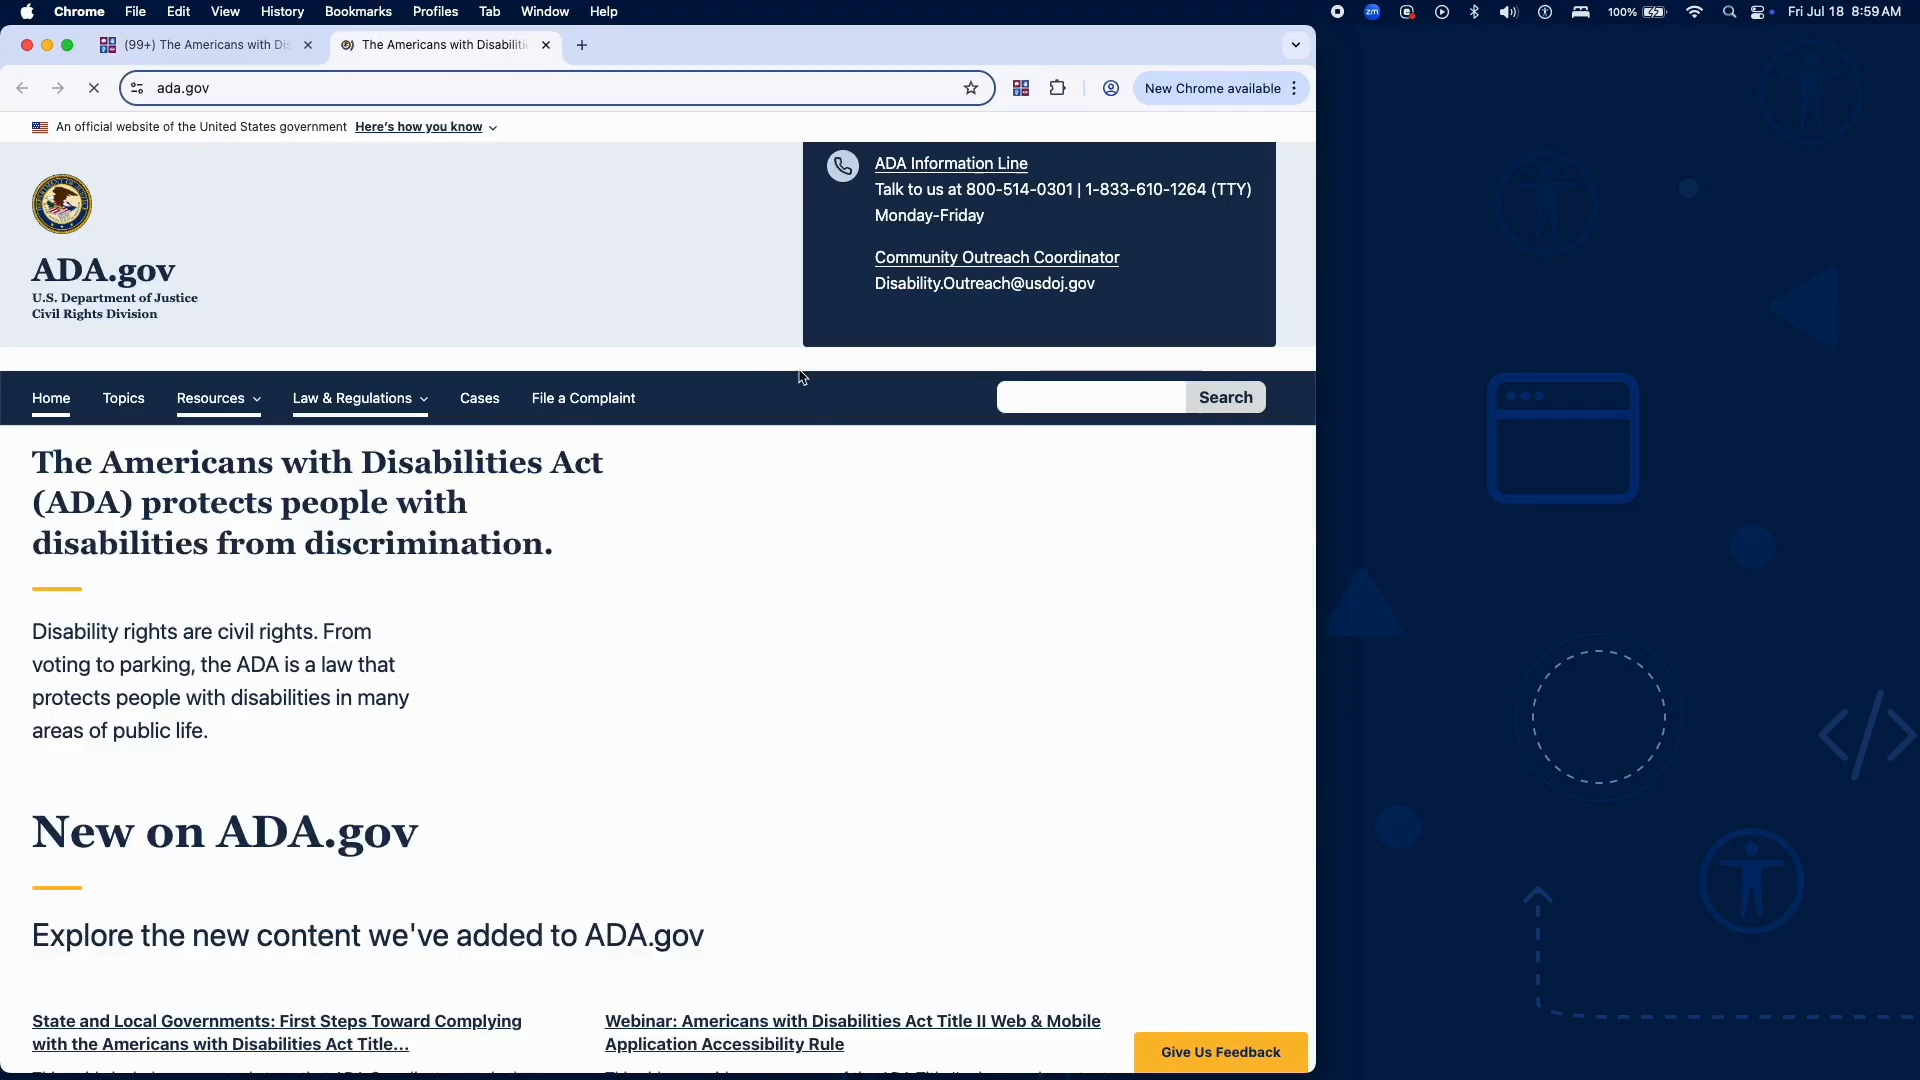 Chrome File Edit View History Bookmarks Profiles Tab Window Help zm 100% Fri Jul 18 8:59 AM
(99+) The Americans with Dis The Americans with Disabiliti
ada.gov New Chrome available
An official website of the United States government Here's how you know
ADA Information Line
Talk to us at 800-514-0301 | 1-833-610-1264 (TTY)
Monday-Friday
Community Outreach Coordinator
Disability.Outreach@usdoj.gov
ADA.gov
U.S. Department of Justice
Civil Rights Division
Home Topics Resources Law & Regulations Cases File a Complaint Search
The Americans with Disabilities Act
(ADA) protects people with
disabilities from discrimination.
Disability rights are civil rights. From
voting to parking, the ADA is a law that
protects people with disabilities in many
areas of public life.
New on ADA.gov
Explore the new content we've added to ADA.gov
State and Local Governments: First Steps Toward Complying
with the Americans with Disabilities Act Title...
Webinar: Americans with Disabilities Act Title II Web & Mobile
Application Accessibility Rule
Give Us Feedback